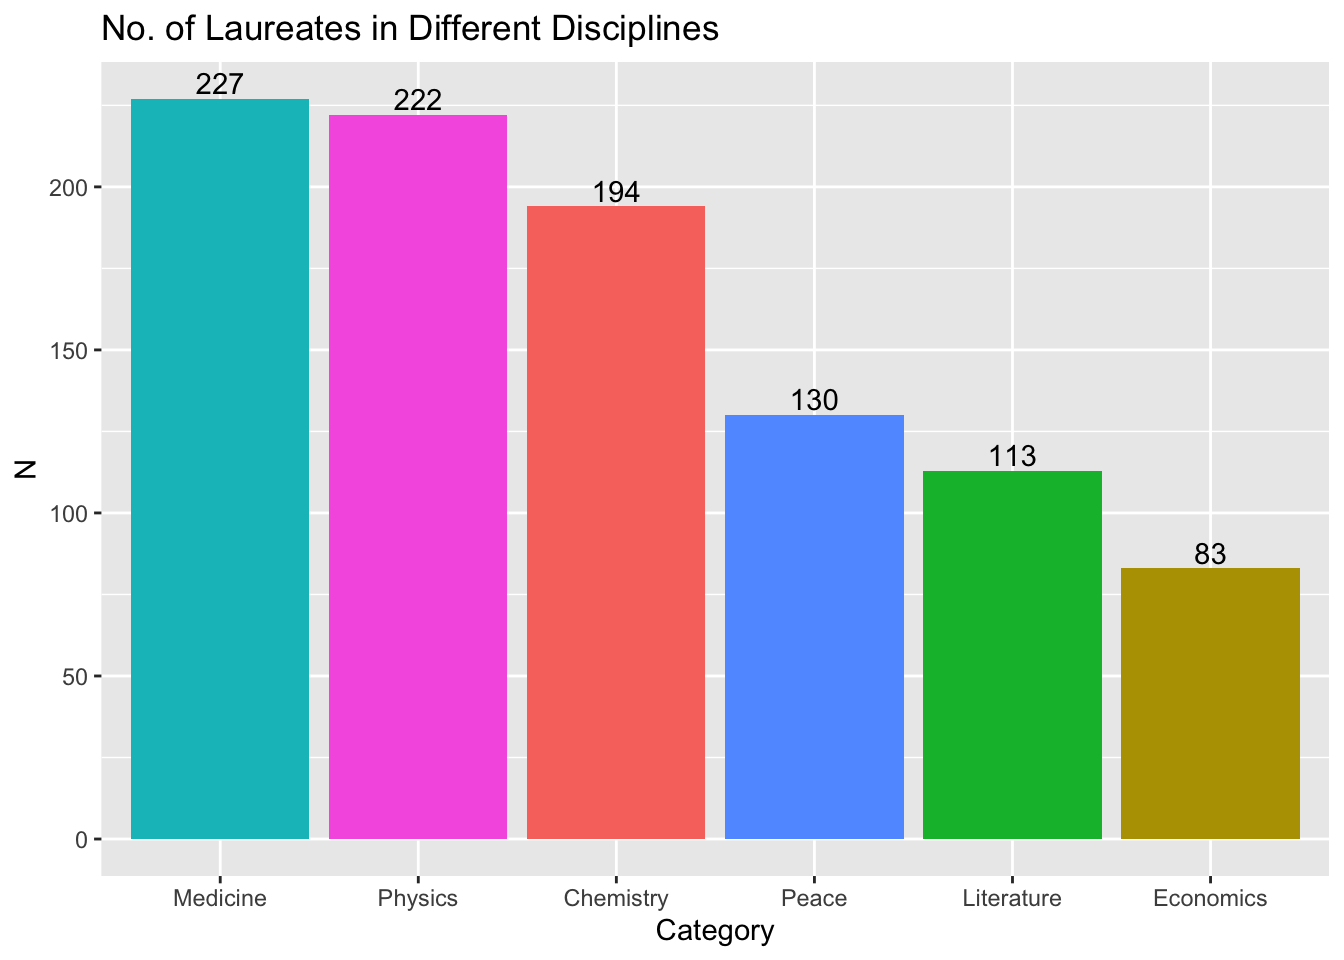 No. of Laureates in Different Disciplines
227
222
194
130
113
83
200
150
100
50
0
N
Medicine Physics Chemistry Peace Literature Economics
Category